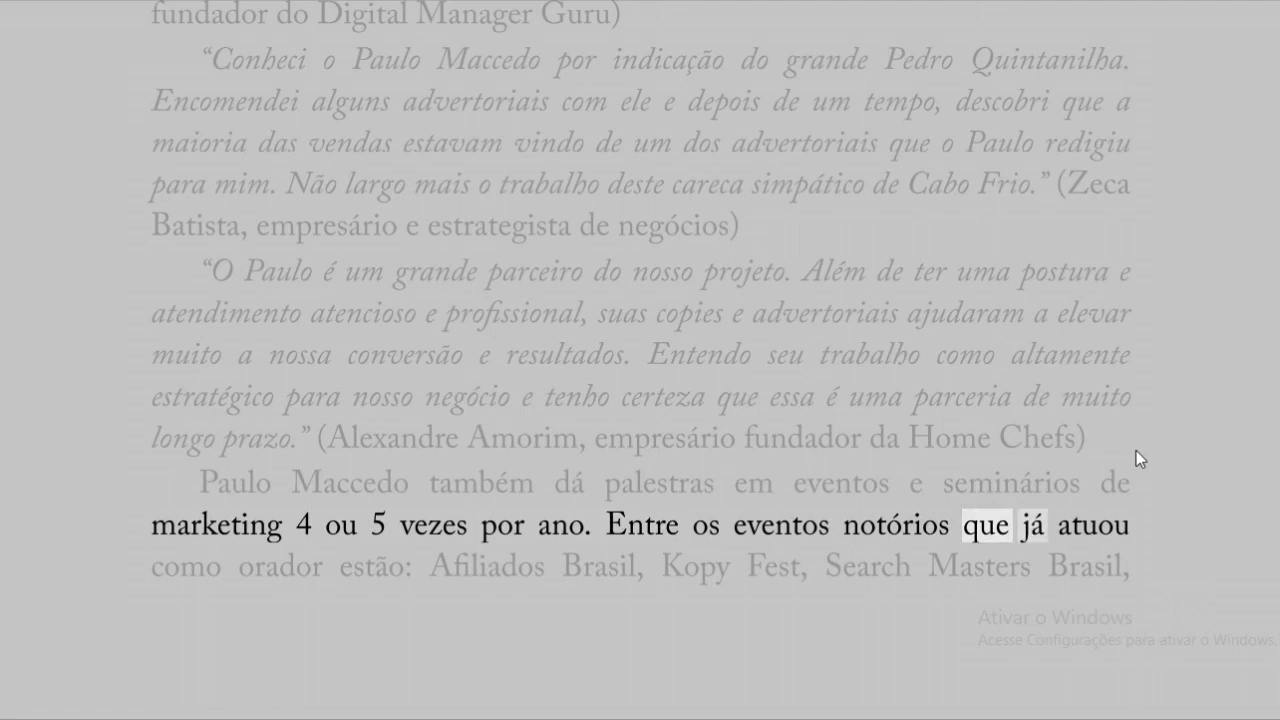 fundador do Digital Manager Guru)
“Conheci o Paulo Maccedo por indicação do grande Pedro Quintanilha.
Encomendei alguns advertoriais com ele e depois de um tempo, descobri que a
maioria das vendas estavam vindo de um dos advertoriais que o Paulo redigiu
para mim. Não largo mais o trabalho deste careca simpático de Cabo Frio.” (Zeca
Batista, empresário e estrategista de negócios)
“O Paulo é um grande parceiro do nosso projeto. Além de ter uma postura e
atendimento atencioso e profissional, suas copies e advertoriais ajudaram a elevar
muito a nossa conversão e resultados. Entendo seu trabalho como altamente
estratégico para nosso negócio e tenho certeza que essa é uma parceria de muito
longo prazo.” (Alexandre Amorim, empresário fundador da Home Chefs)
Paulo Maccedo também dá palestras em eventos e seminários de
marketing 4 ou 5 vezes por ano. Entre os eventos notórios que já atuou
como orador estão: Afiliados Brasil, Kopy Fest, Search Masters Brasil,
Ativar o Windows
Acesse Configurações para ativar o Windows.